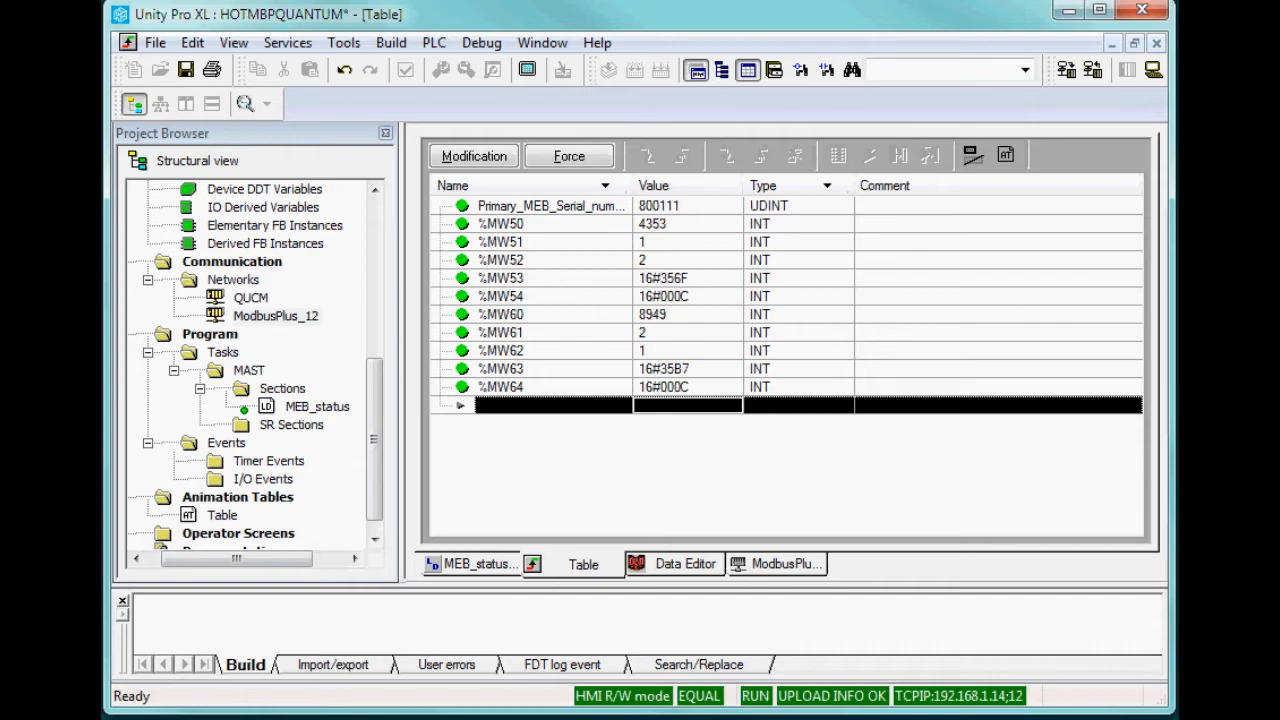 Unity Pro XL : HOTMBPQUANTUM* - [Table]
File Edit View Services Tools Build PLC Debug Window Help
Project Browser
Structural view
Device DDT Variables
IO Derived Variables
Elementary FB Instances
Derived FB Instances
Communication
Networks
QUCM
ModbusPlus_12
Program
Tasks
MAST
Sections
LD MEB_status
SR Sections
Events
Timer Events
I/O Events
Animation Tables
AT Table
Operator Screens
Modification Force AT
Name Value Type Comment
Primary_MEB_Serial_num... 800111 UDINT
%MW50 4353 INT
%MW51 1 INT
%MW52 2 INT
%MW53 16#356F INT
%MW54 16#000C INT
%MW60 8949 INT
%MW61 2 INT
%MW62 1 INT
%MW63 16#35B7 INT
%MW64 16#000C INT
MEB_status... Table Data Editor ModbusPlu...
Build Import/export User errors FDT log event Search/Replace
Ready HMI R/W mode EQUAL RUN UPLOAD INFO OK TCPIP:192.168.1.14;12